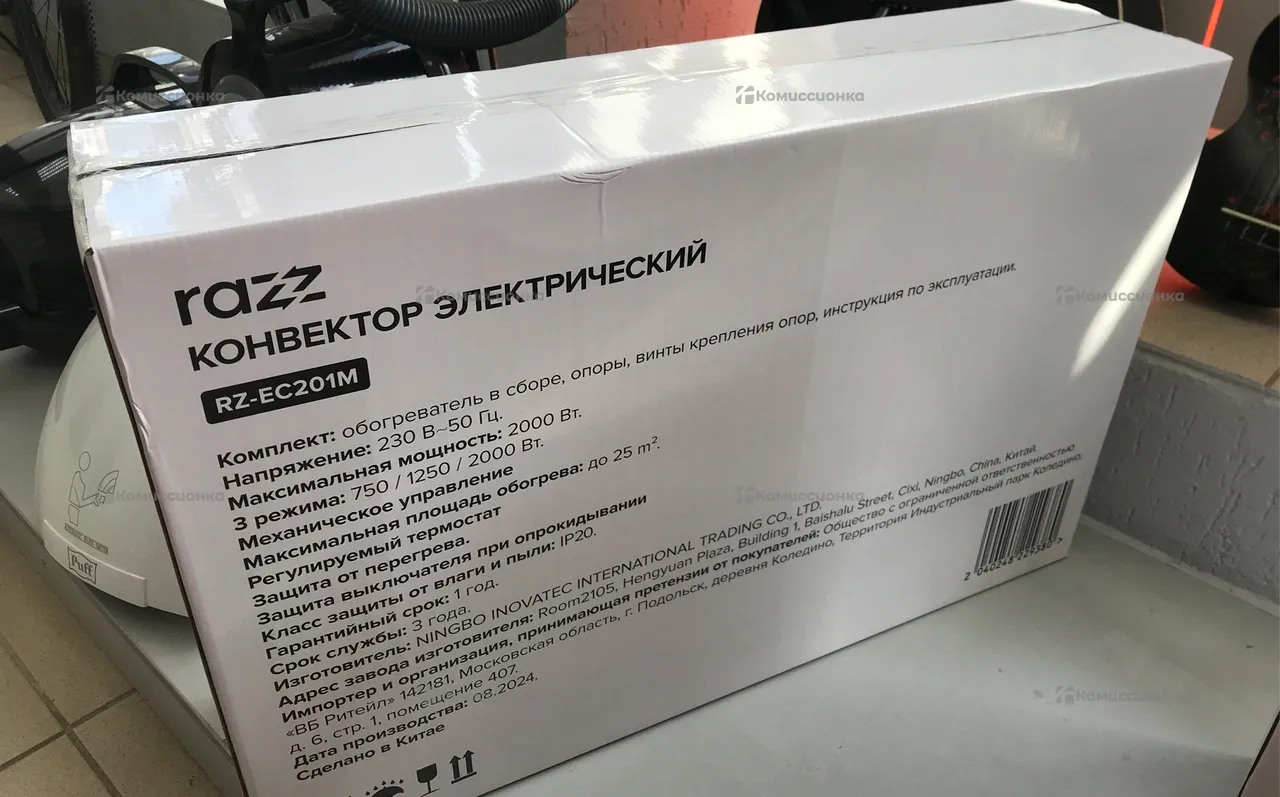 razz
КОНВЕКТОР ЭЛЕКТРИЧЕСКИЙ
RZ-EC201M
Комплект: обогреватель в сборе, опоры, винты крепления опор, инструкция по эксплуатации.
Напряжение: 230 В~50 Гц.
Максимальная мощность: 2000 Вт.
3 режима: 750 / 1250 / 2000 Вт.
Механическое управление
Максимальная площадь обогрева: до 25 m².
Регулируемый термостат
Защита от перегрева.
Защита выключателя при опрокидывании
Класс защиты от влаги и пыли: IP20.
Гарантийный срок: 1 год.
Срок службы: 3 года.
Изготовитель: NINGBO INOVATEC INTERNATIONAL TRADING CO., LTD.
Адрес завода изготовителя: Room2105, Hengyuan Plaza, Building 1, Baishalu Street, Cixi, Ningbo, China, Китай.
Импортер и организация, принимающая претензии от покупателей: Общество с ограниченной ответственностью
«ВБ Ритейл» 142181, Московская область, г. Подольск, деревня Коледино, Территория Индустриальный парк Коледино,
д. 6, стр. 1, помещение 407.
Дата производства: 08.2024.
Сделано в Китае
Puff
Комиссионка
Комиссионка
Комиссионка
Комиссионка
Комиссионка
Комиссионка
Комиссионка